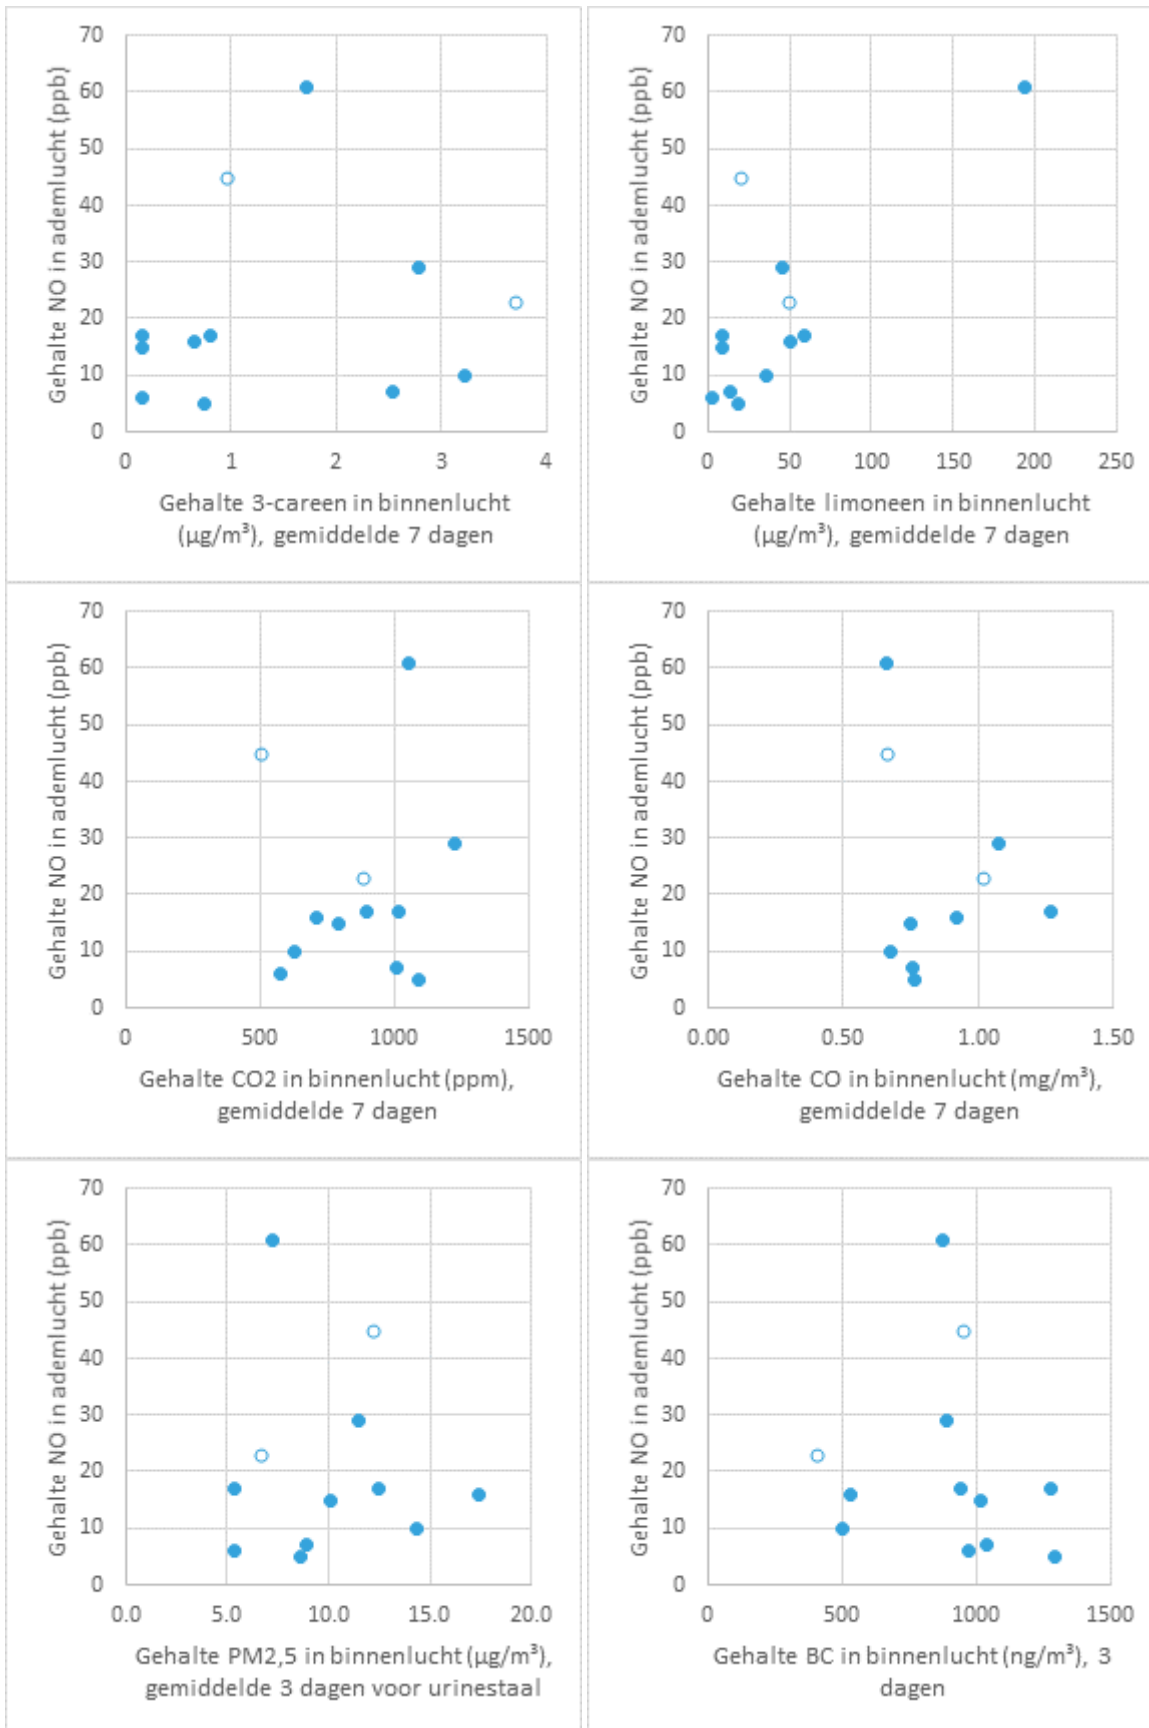 Gehalte NO in ademlucht (ppb)
70
60
50
40
30
20
10
0
0 1 2 3 4
Gehalte 3-careen in binnenlucht
(µg/m³), gemiddelde 7 dagen
Gehalte NO in ademlucht (ppb)
70
60
50
40
30
20
10
0
0 50 100 150 200 250
Gehalte limoneen in binnenlucht
(µg/m³), gemiddelde 7 dagen
Gehalte NO in ademlucht (ppb)
70
60
50
40
30
20
10
0
0 500 1000 1500
Gehalte CO2 in binnenlucht (ppm),
gemiddelde 7 dagen
Gehalte NO in ademlucht (ppb)
70
60
50
40
30
20
10
0
0.00 0.50 1.00 1.50
Gehalte CO in binnenlucht (mg/m³),
gemiddelde 7 dagen
Gehalte NO in ademlucht (ppb)
70
60
50
40
30
20
10
0
0.0 5.0 10.0 15.0 20.0
Gehalte PM2,5 in binnenlucht (µg/m³),
gemiddelde 3 dagen voor urinestaal
Gehalte NO in ademlucht (ppb)
70
60
50
40
30
20
10
0
0 500 1000 1500
Gehalte BC in binnenlucht (ng/m³), 3
dagen